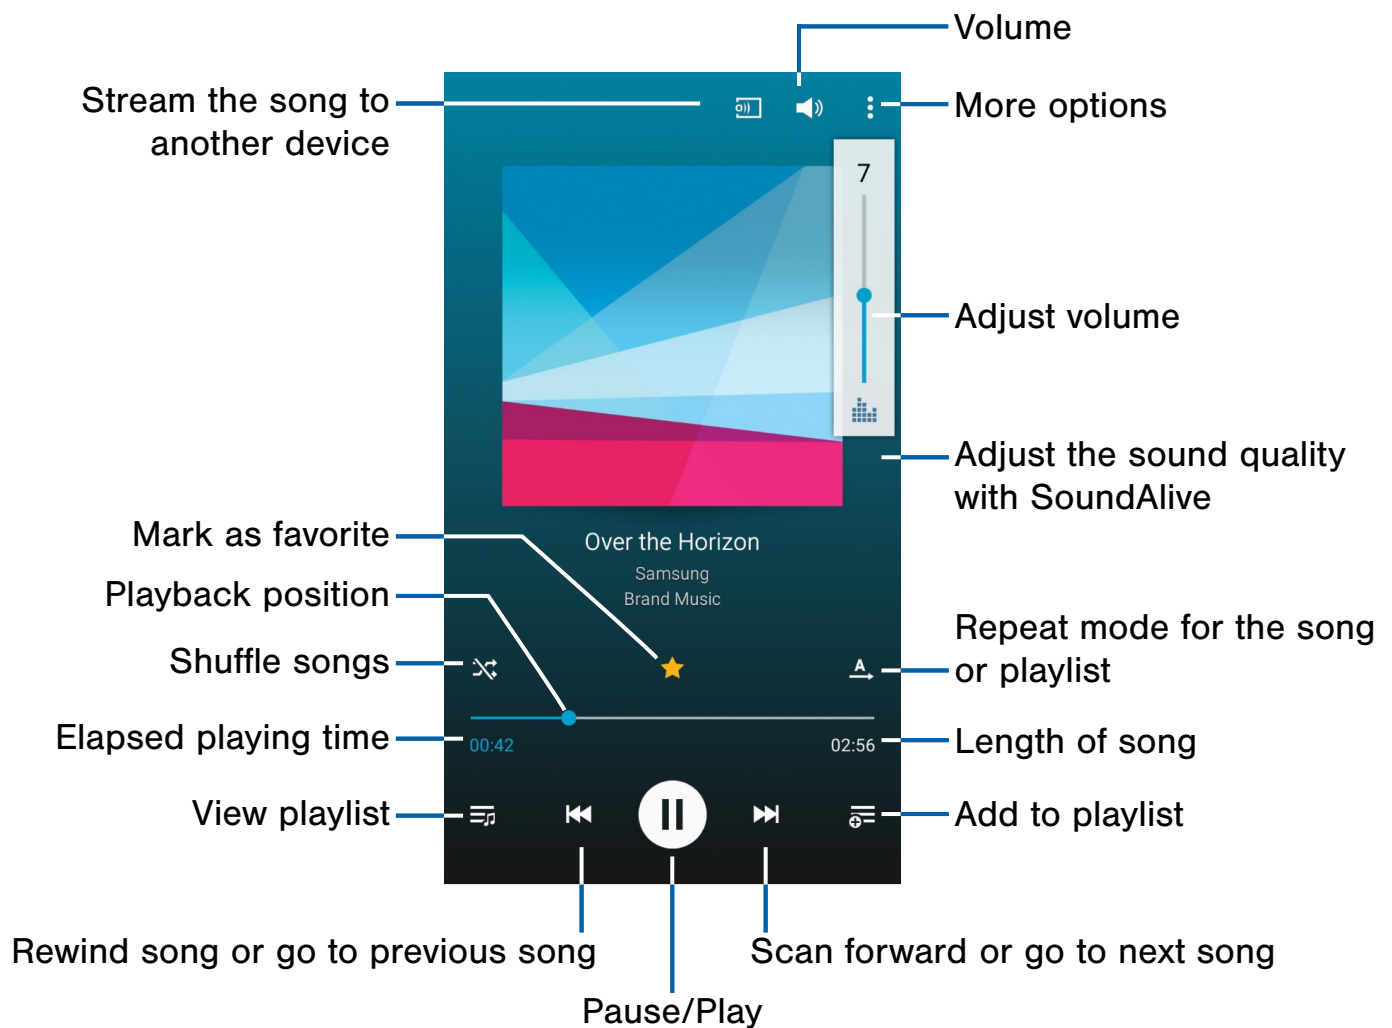 Volume
Stream the song to
another device
More options
7
Adjust volume
Adjust the sound quality
with SoundAlive
Mark as favorite
Over the Horizon
Samsung
Brand Music
Playback position
Repeat mode for the song
or playlist
Shuffle songs
A
Elapsed playing time
00:42
02:56
Length of song
View playlist
Add to playlist
Rewind song or go to previous song
Scan forward or go to next song
Pause/Play